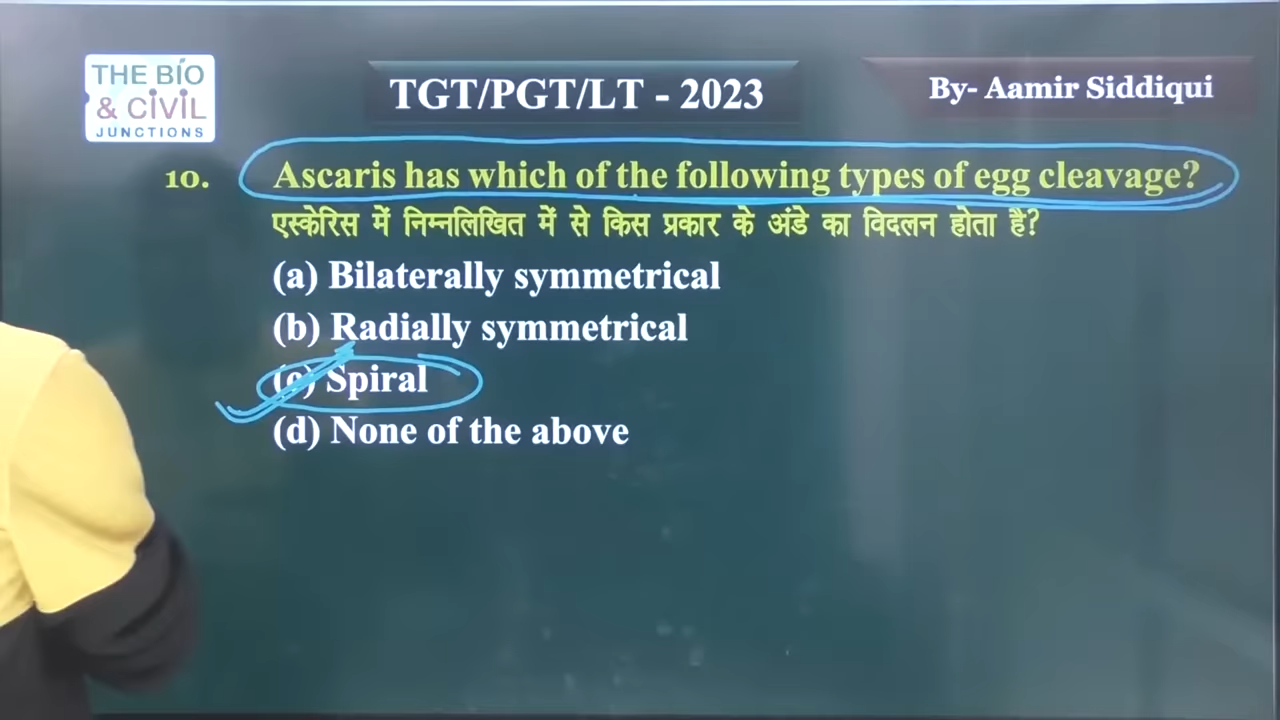 THE BIO
& CIVIL
JUNCTIONS
TGT/PGT/LT - 2023
By- Aamir Siddiqui
10. Ascaris has which of the following types of egg cleavage?
एस्केरिस में निम्नलिखित में से किस प्रकार के अंडे का विदलन होता है?
(a) Bilaterally symmetrical
(b) Radially symmetrical
(c) Spiral
(d) None of the above